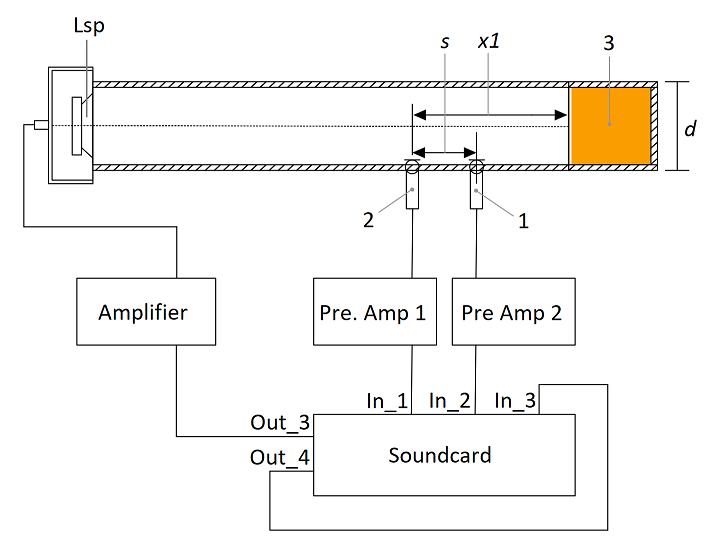 Lsp
s
x1
3
d
2
1
Amplifier
Pre. Amp 1
Pre Amp 2
In_1
In_2
In_3
Out_3
Out_4
Soundcard